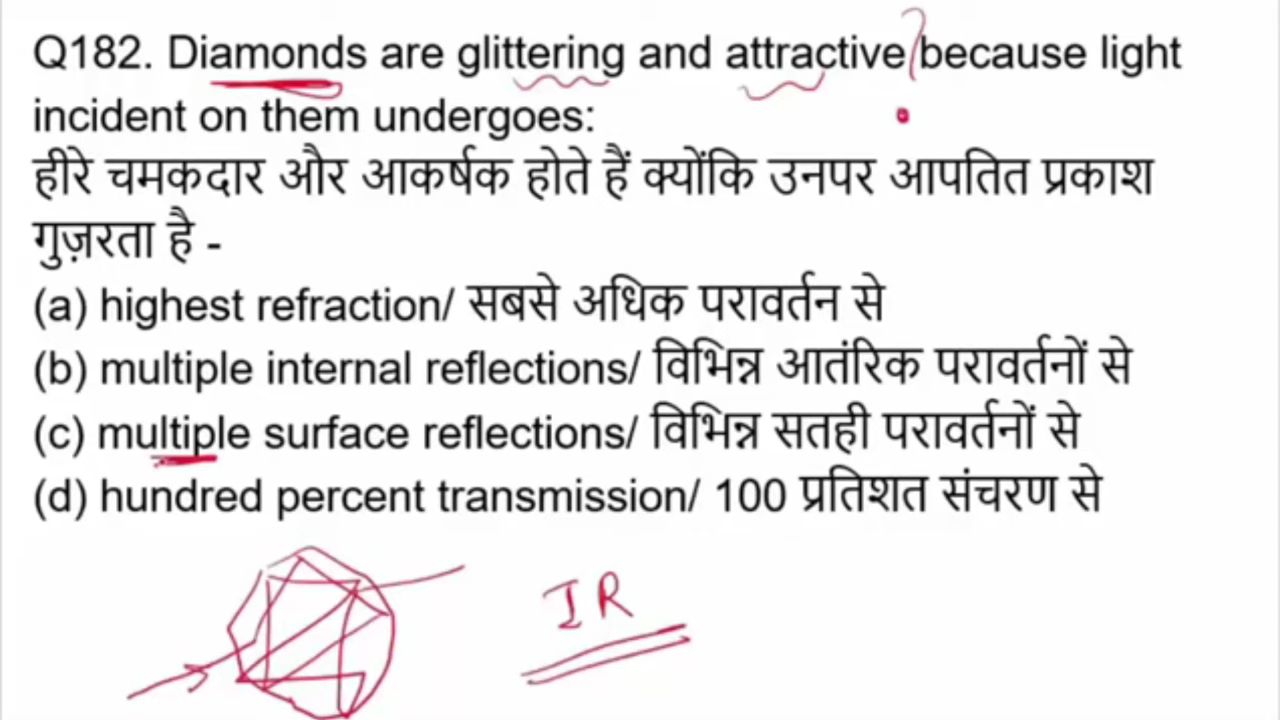 Q182. Diamonds are glittering and attractive because light
incident on them undergoes:
हीरे चमकदार और आकर्षक होते हैं क्योंकि उनपर आपतित प्रकाश
गुज़रता है -
(a) highest refraction/ सबसे अधिक परावर्तन से
(b) multiple internal reflections/ विभिन्न आतंरिक परावर्तनों से
(c) multiple surface reflections/ विभिन्न सतही परावर्तनों से
(d) hundred percent transmission/ 100 प्रतिशत संचरण से
IR